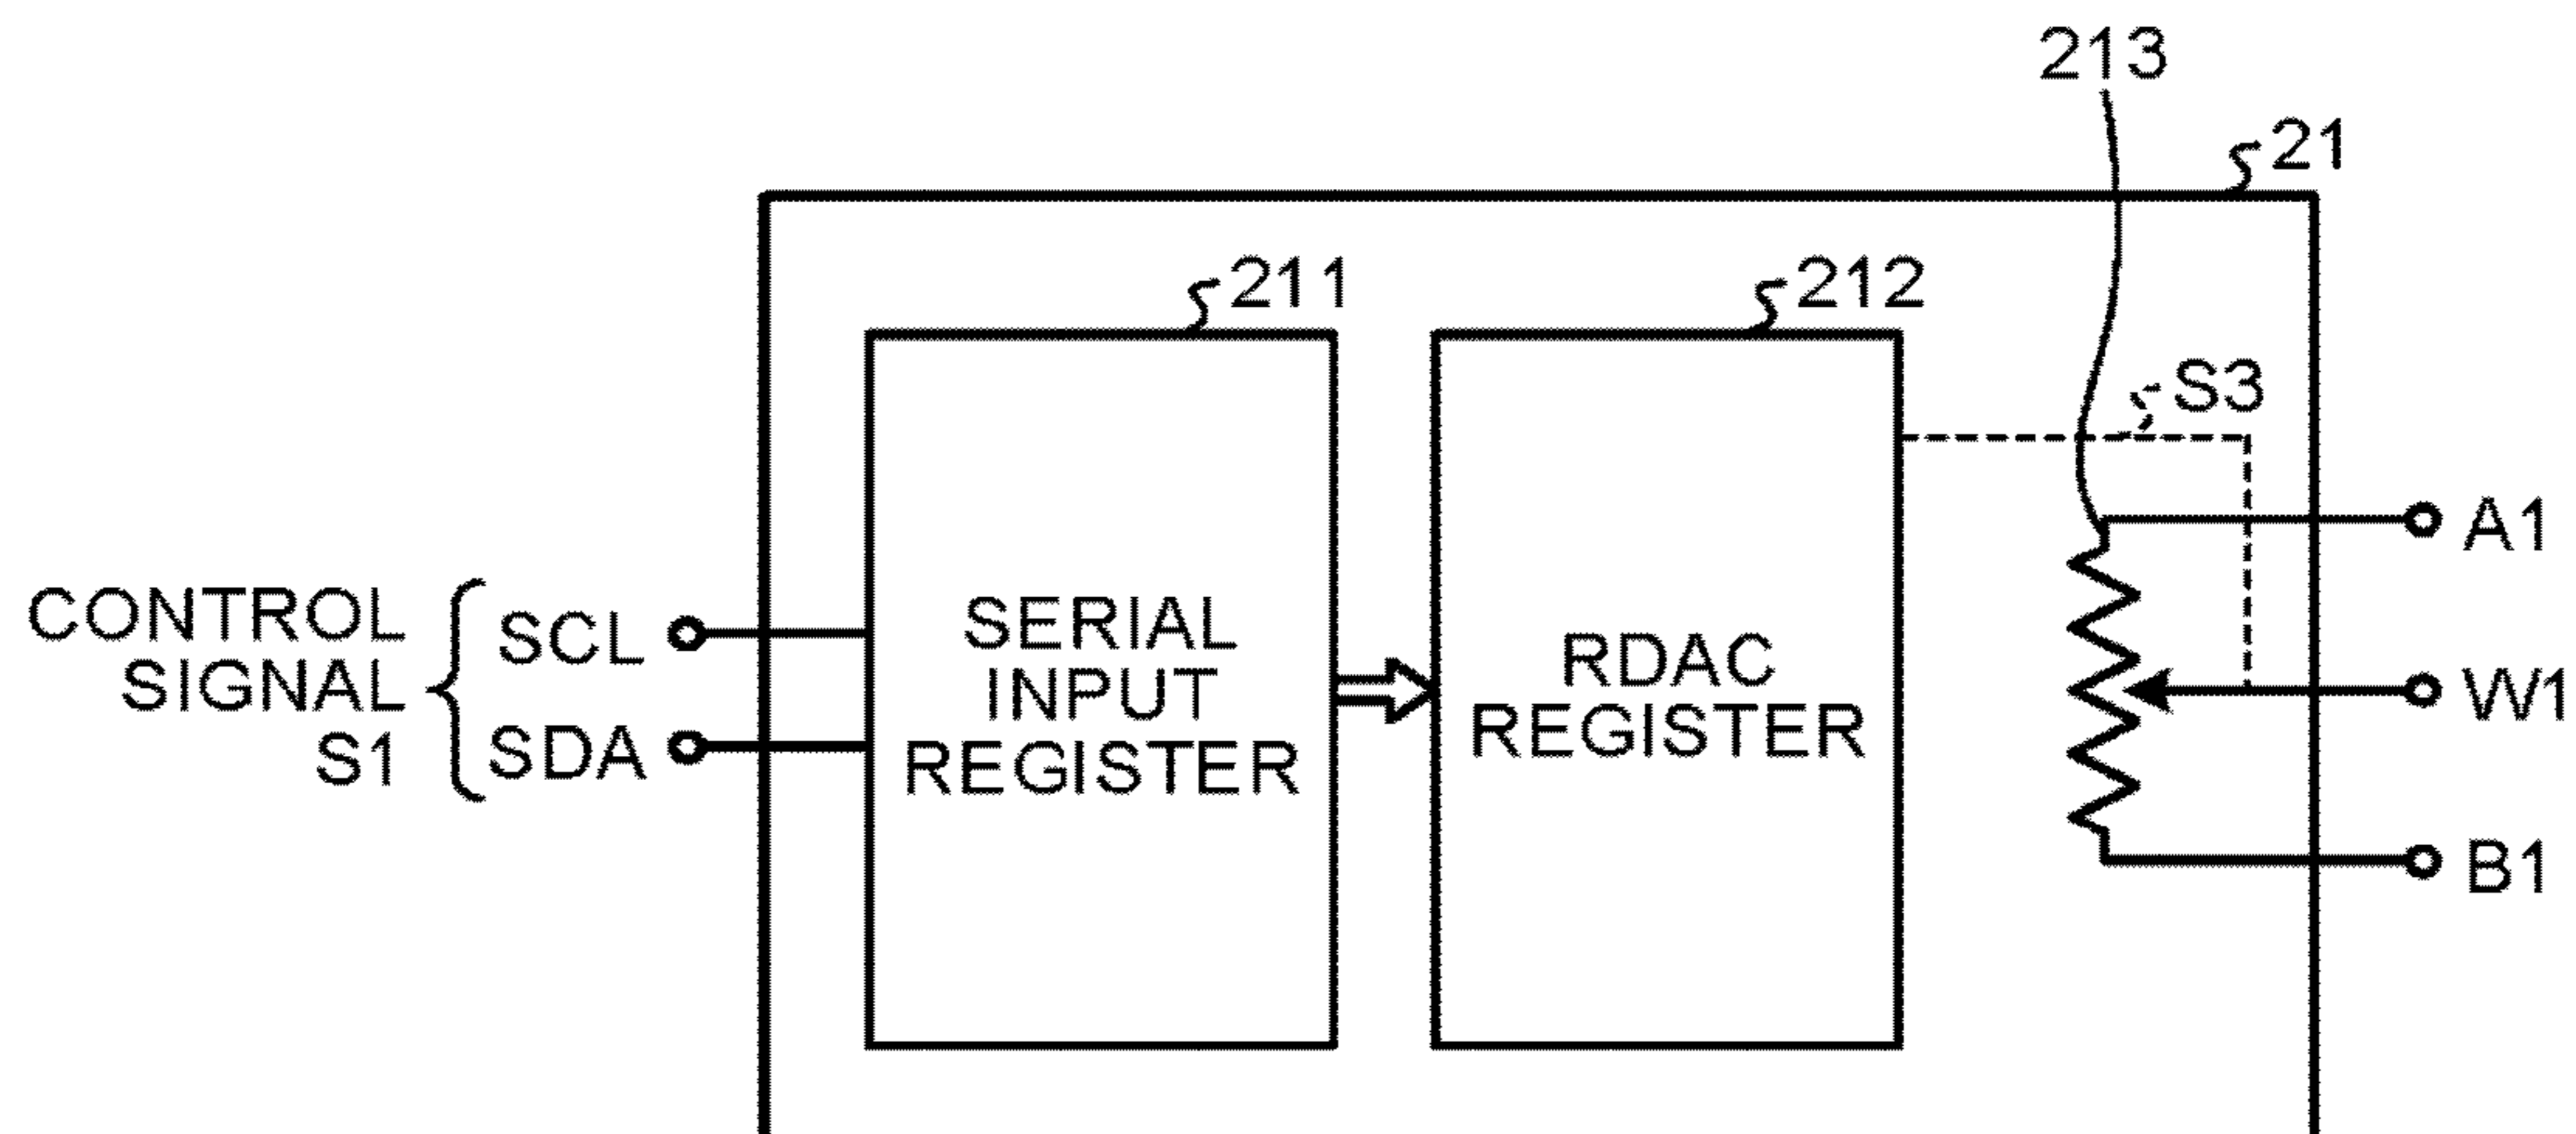 213
21
211
212
S3
A1
CONTROL
SIGNAL
S1
SCL
SDA
SERIAL
INPUT
REGISTER
RDAC
REGISTER
W1
B1